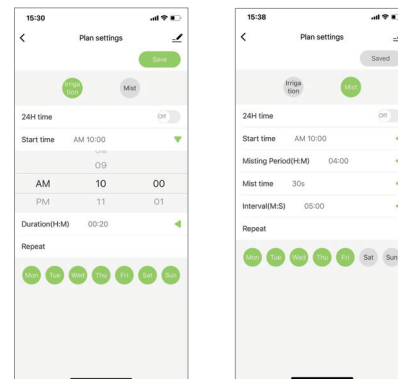 15:30
Plan settings
Save
Irriga
tion
Mist
24H time
Off
Start time AM 10:00
09
AM 10 00
PM 11 01
Duration(H:M) 00:20
Repeat
Mon Tue Wed Thu Fri Sat Sun
15:38
Plan settings
Saved
Irriga
tion
Mist
24H time
Off
Start time AM 10:00
Misting Period(H:M) 04:00
Mist time 30s
Interval(M:S) 05:00
Repeat
Mon Tue Wed Thu Fri Sat Sun